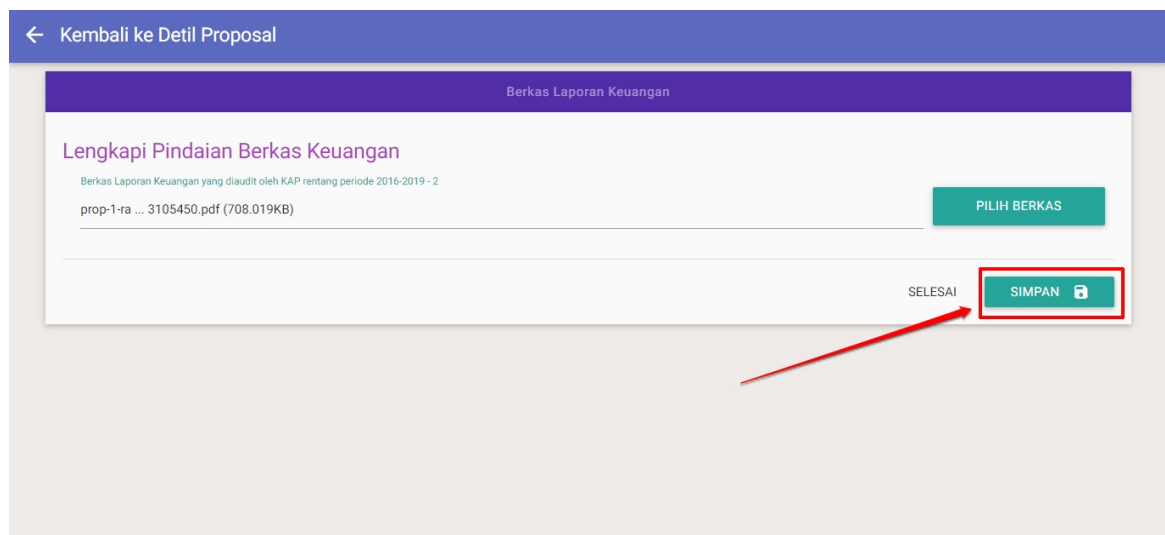 Kembali ke Detil Proposal
Berkas Laporan Keuangan
Lengkapi Pindaian Berkas Keuangan
Berkas Laporan Keuangan yang diaudit oleh KAP rentang periode 2016-2019 - 2
prop-1-ra ... 3105450.pdf (708.019KB)
PILIH BERKAS
SELESAI
SIMPAN